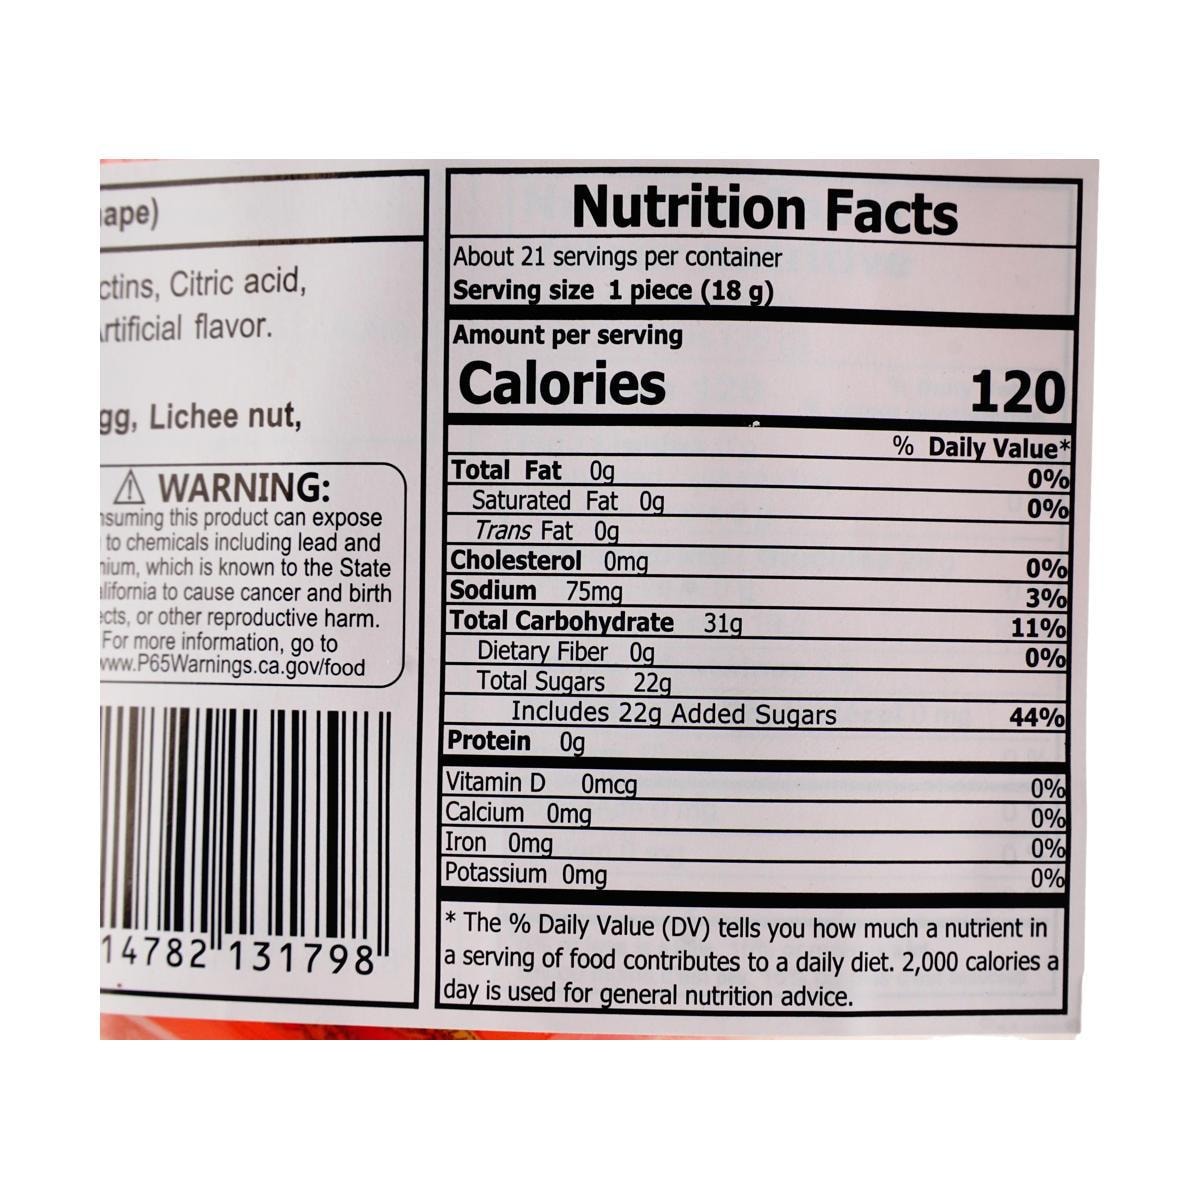 ape)
ctins, Citric acid,
rtificial flavor.
gg, Lichee nut,
⚠ WARNING:
nsuming this product can expose
to chemicals including lead and
nium, which is known to the State
alifornia to cause cancer and birth
ects, or other reproductive harm.
For more information, go to
www.P65Warnings.ca.gov/food
14782 131798
Nutrition Facts
About 21 servings per container
Serving size 1 piece (18 g)
Amount per serving
Calories 120
% Daily Value*
Total Fat 0g 0%
Saturated Fat 0g 0%
Trans Fat 0g
Cholesterol 0mg 0%
Sodium 75mg 3%
Total Carbohydrate 31g 11%
Dietary Fiber 0g 0%
Total Sugars 22g
Includes 22g Added Sugars 44%
Protein 0g
Vitamin D 0mcg 0%
Calcium 0mg 0%
Iron 0mg 0%
Potassium 0mg 0%
* The % Daily Value (DV) tells you how much a nutrient in
a serving of food contributes to a daily diet. 2,000 calories a
day is used for general nutrition advice.